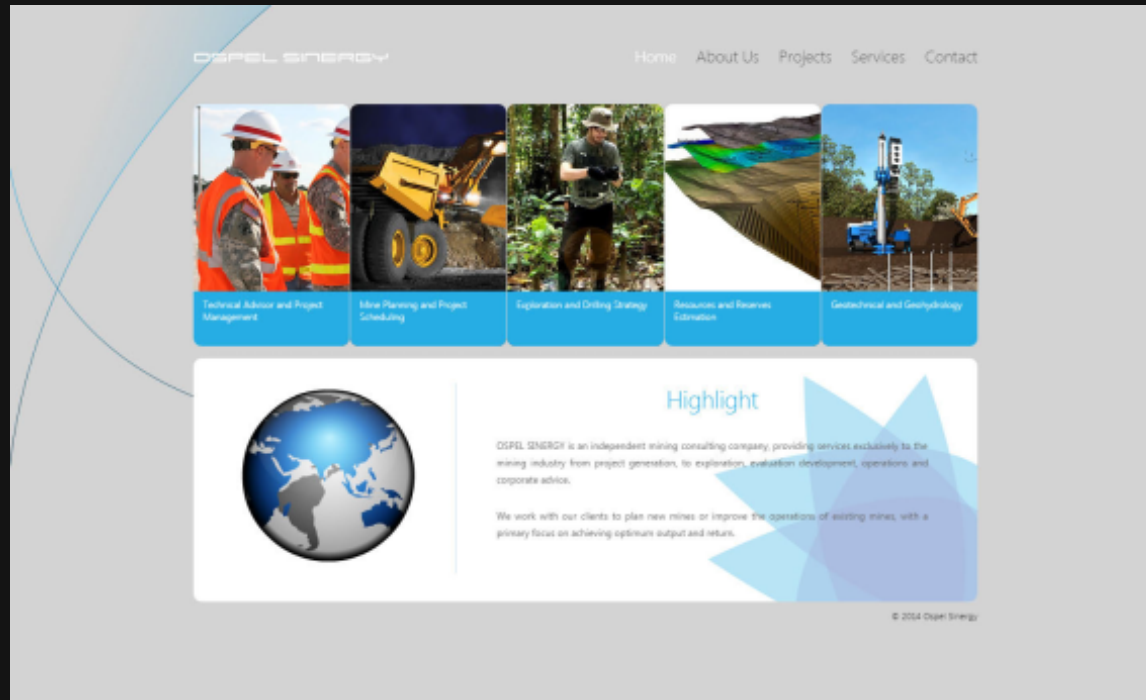 OSPEL SINERGY
Home About Us Projects Services Contact
Technical Advisor and Project
Management
Mine Planning and Project
Scheduling
Exploration and Drilling Strategy
Resources and Reserves
Estimation
Geotechnical and Geohydrology
Highlight
OSPEL SINERGY is an independent mining consulting company, providing services exclusively to the
mining industry from project generation, to exploration, evaluation development, operations and
corporate advice.
We work with our clients to plan new mines or improve the operations of existing mines, with a
primary focus on achieving optimum output and return.
© 2014 Ospel Sinergy